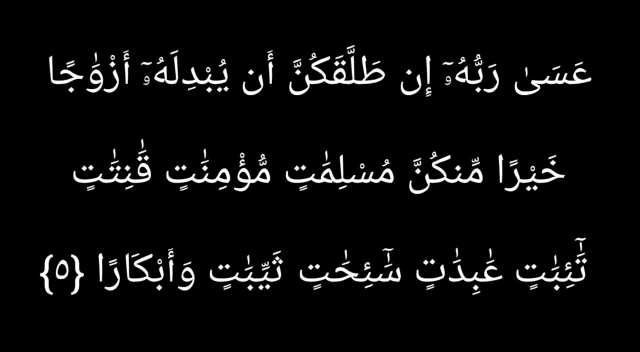 عَسَىٰ رَبُّهُۥٓ إِن طَلَّقَكُنَّ أَن يُبْدِلَهُۥٓ أَزْوَٰجًا
خَيْرًا مِّنكُنَّ مُسْلِمَٰتٍ مُّؤْمِنَٰتٍ قَٰنِتَٰتٍ
تَٰٓئِبَٰتٍ عَٰبِدَٰتٍ سَٰٓئِحَٰتٍ ثَيِّبَٰتٍ وَأَبْكَارًا {٥}